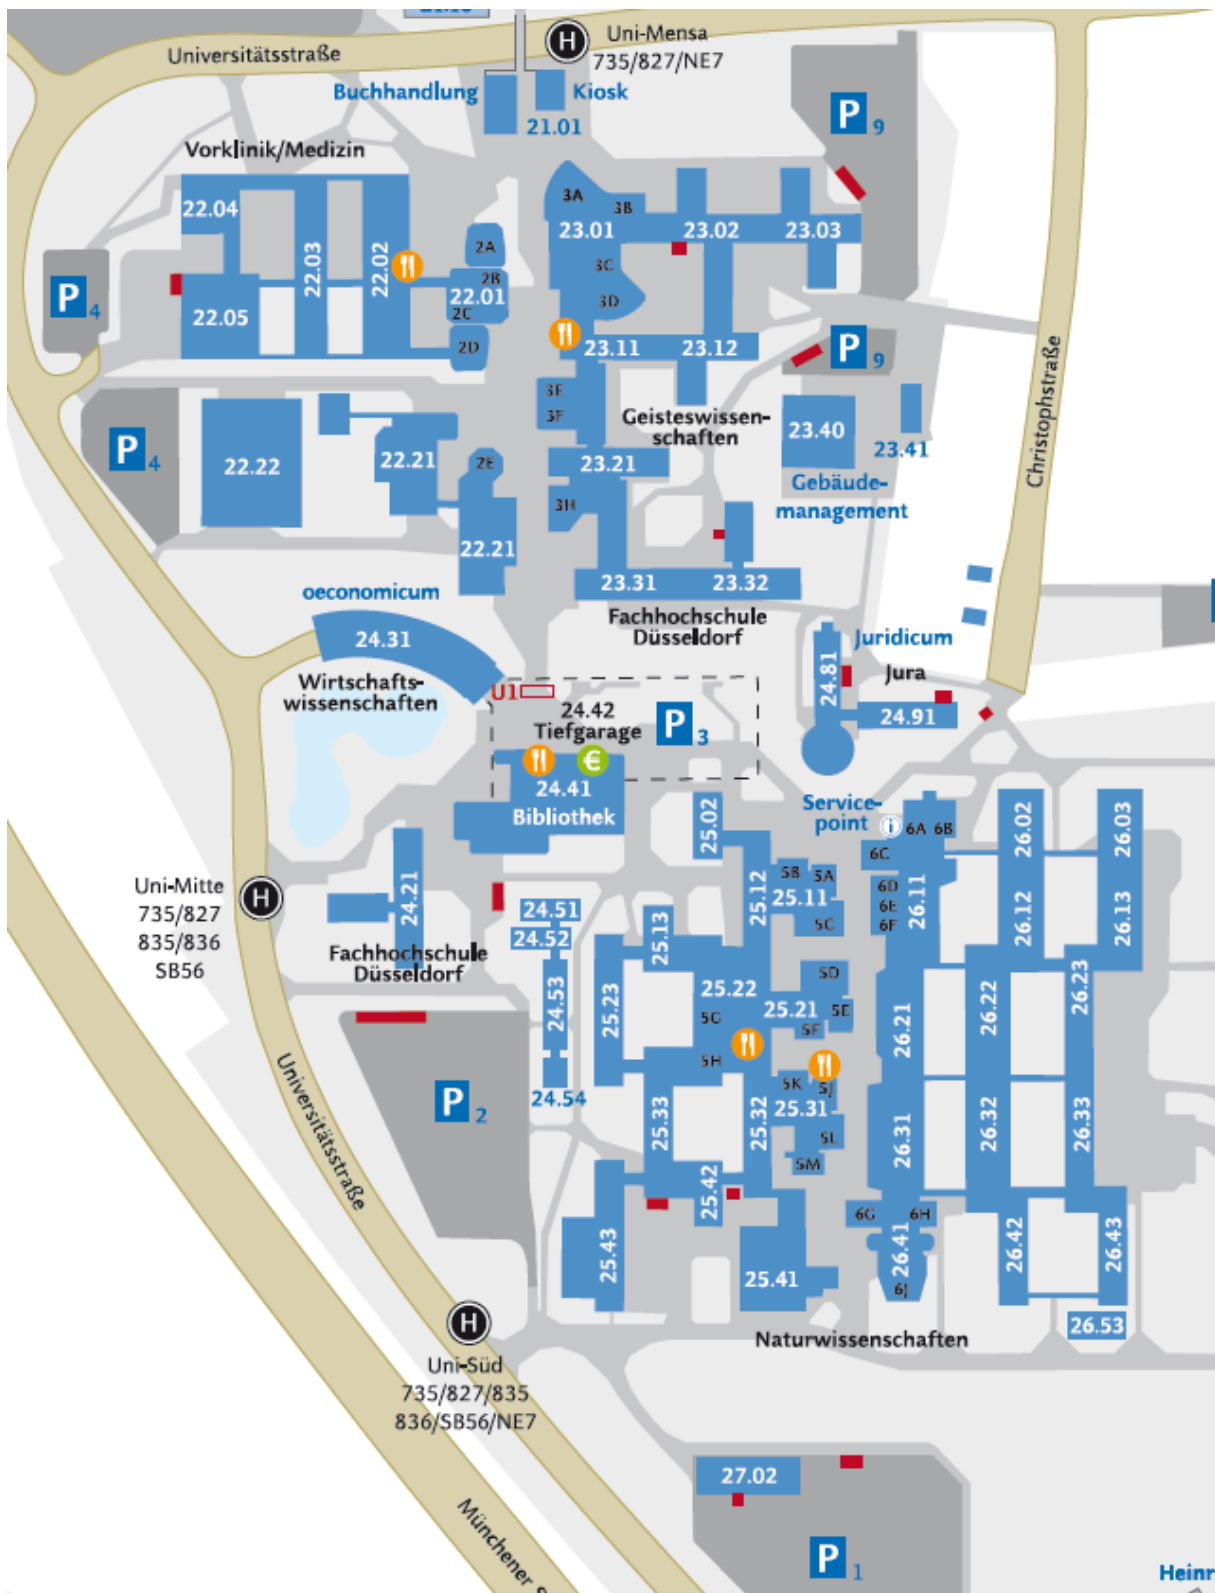 Universitätsstraße
H
Uni-Mensa
735/827/NE7
Buchhandlung
Kiosk
21.01
P 9
Vorklinik/Medizin
22.04
22.03
22.02
22.05
2A
2B
22.01
2C
2D
3A
3B
23.01
23.02
23.03
3C
3D
P 4
23.11
23.12
P 9
3E
3F
Geisteswissen-
schaften
23.40
23.41
Gebäude-
management
Christophstraße
P 4
22.22
22.21
2E
22.21
23.21
3H
23.31
23.32
Fachhochschule
Düsseldorf
oeconomicum
24.31
Wirtschafts-
wissenschaften
Juridicum
Jura
24.81
24.91
U1
24.42
Tiefgarage
P 3
€
24.41
Bibliothek
Service-
point
i
25.02
6A
6B
6C
26.02
26.03
Uni-Mitte
735/827
835/836
SB56
H
24.21
Fachhochschule
Düsseldorf
24.51
24.52
24.53
24.54
25.12
5B
5A
25.11
5C
6D
6E
6F
26.11
26.12
26.13
25.13
25.23
25.22
5G
5H
5D
25.21
5E
5F
26.21
26.22
26.23
5K
5J
25.31
5L
5M
25.33
25.32
26.31
26.32
26.33
P 2
Universitätsstraße
25.42
25.43
25.41
6G
6H
26.41
6J
26.42
26.43
26.53
Naturwissenschaften
H
Uni-Süd
735/827/835
836/SB56/NE7
27.02
P 1
Münchener
Heinr